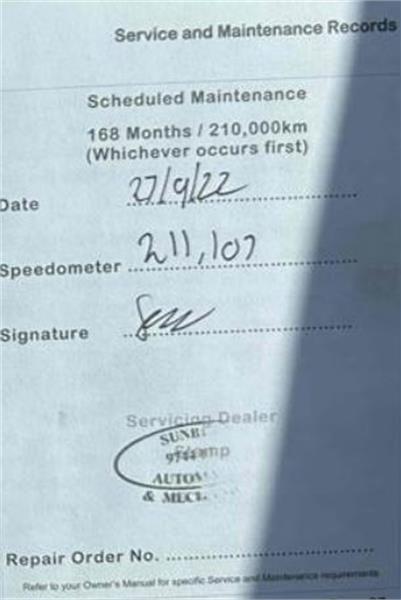 Service and Maintenance Records
Scheduled Maintenance
168 Months / 210,000km
(Whichever occurs first)
Date 27/9/22
Speedometer 211,107
Signature
Servicing Dealer
Stamp
& 
Repair Order No.
Refer to your Owner's Manual for specific Service and Maintenance requirements